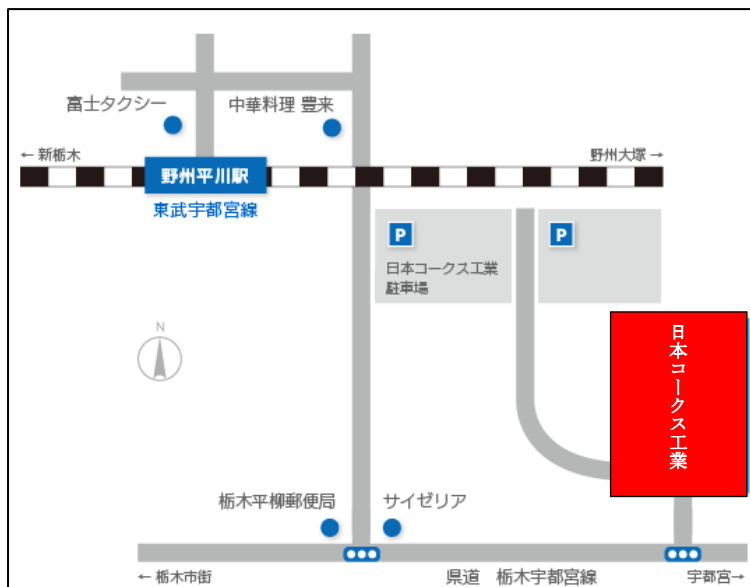 富士タクシー
中華料理 豊来
← 新栃木
野州大塚 →
野州平川駅
東武宇都宮線
P
P
日本コークス工業
駐車場
日本コークス工業
N
栃木平柳郵便局
サイゼリア
← 栃木市街
県道 栃木宇都宮線
宇都宮→